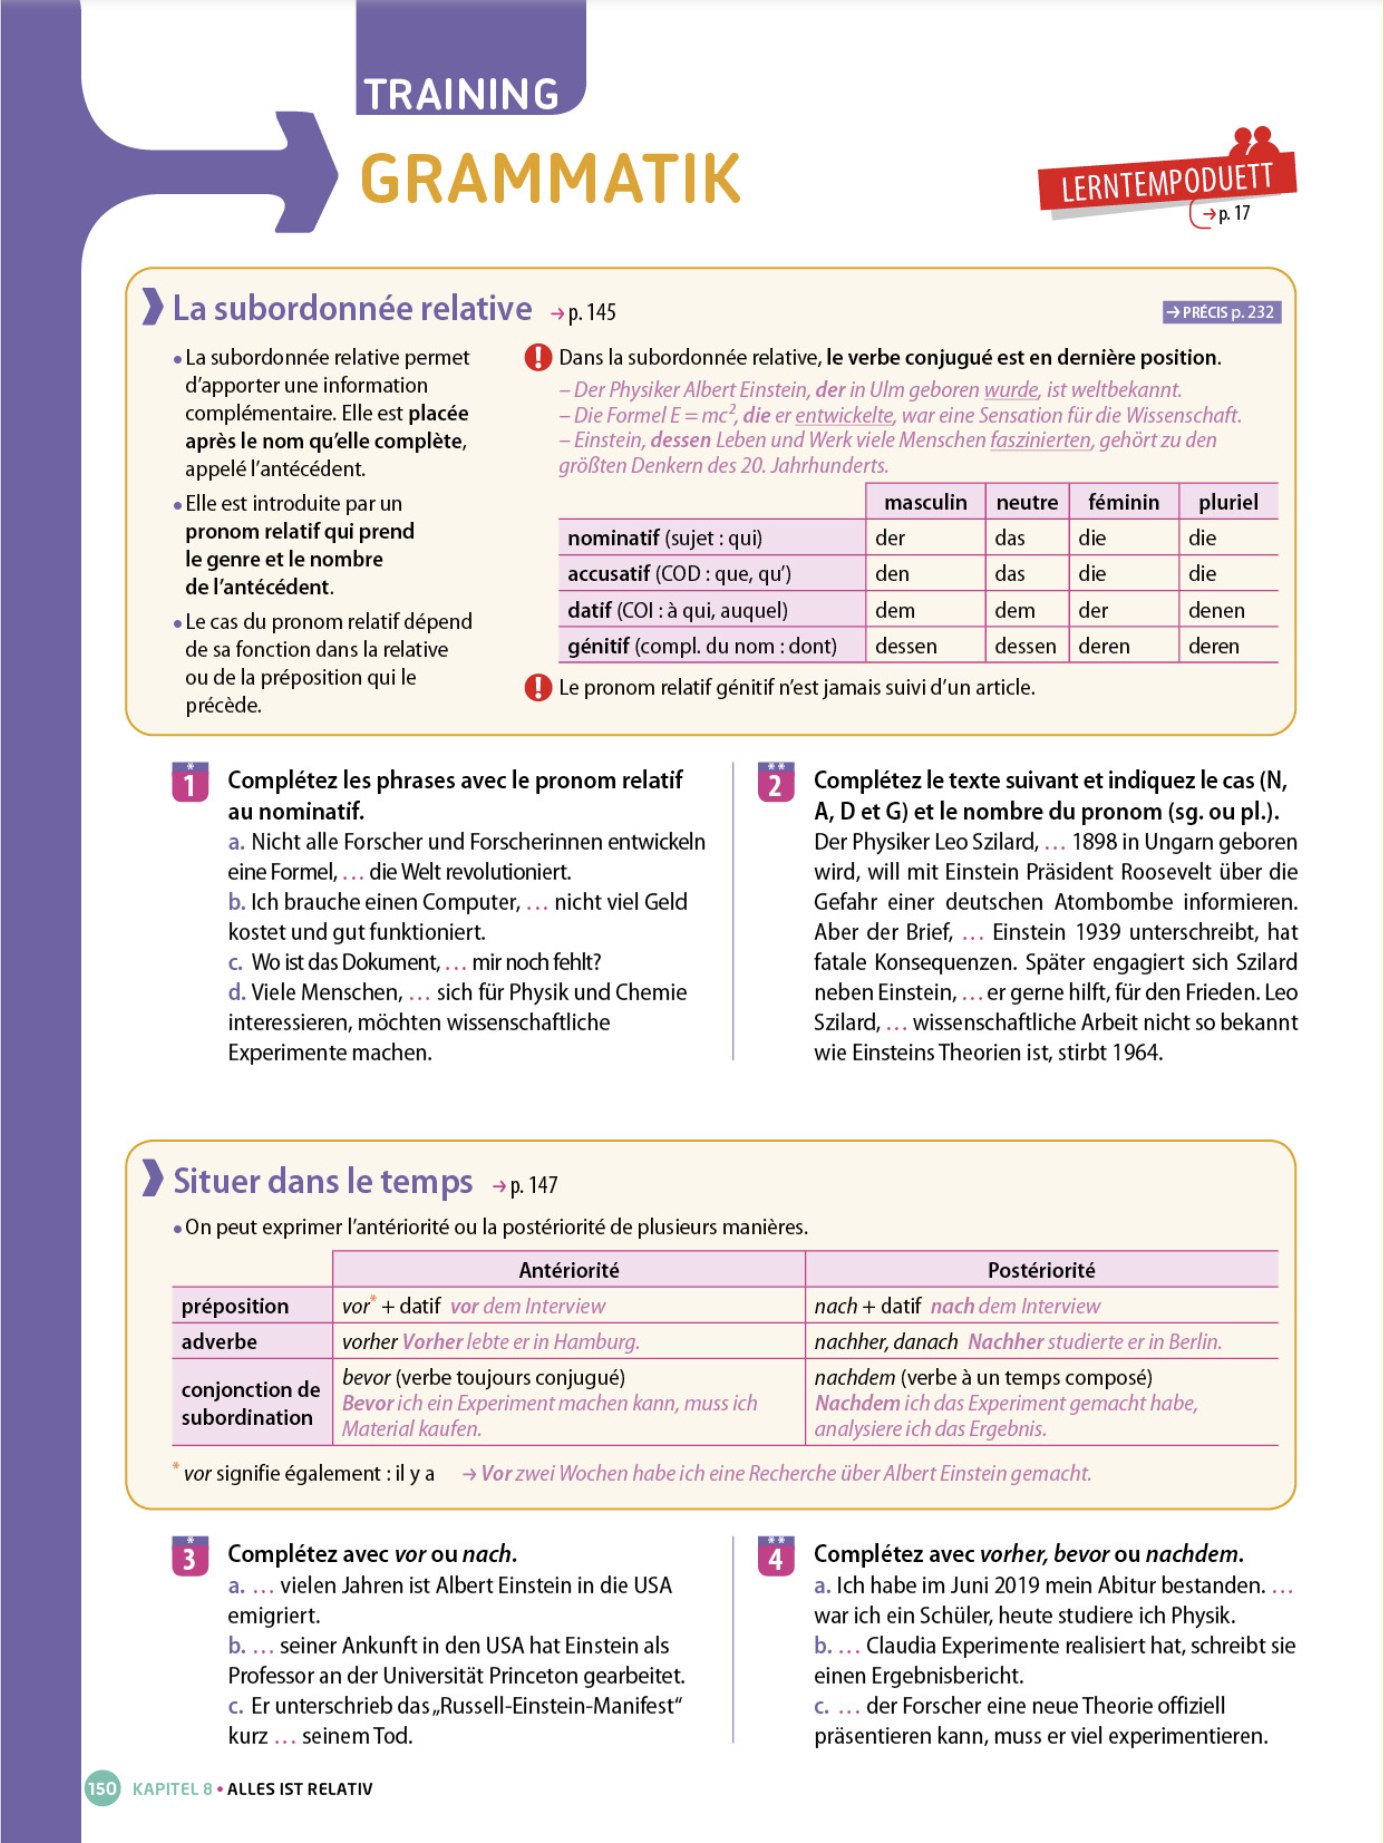 TRAINING
GRAMMATIK
LERNTEMPODUETT
→ p. 17
❱ La subordonnée relative → p. 145
→ PRÉCIS p. 232
• La subordonnée relative permet
d’apporter une information
complémentaire. Elle est placée
après le nom qu’elle complète,
appelé l’antécédent.
• Elle est introduite par un
pronom relatif qui prend
le genre et le nombre
de l’antécédent.
• Le cas du pronom relatif dépend
de sa fonction dans la relative
ou de la préposition qui le
précède.
! Dans la subordonnée relative, le verbe conjugué est en dernière position.
– Der Physiker Albert Einstein, der in Ulm geboren wurde, ist weltbekannt.
– Die Formel E = mc², die er entwickelte, war eine Sensation für die Wissenschaft.
– Einstein, dessen Leben und Werk viele Menschen faszinierten, gehört zu den
größten Denkern des 20. Jahrhunderts.
masculin neutre féminin pluriel
nominatif (sujet : qui) der das die die
accusatif (COD : que, qu’) den das die die
datif (COI : à qui, auquel) dem dem der denen
génitif (compl. du nom : dont) dessen dessen deren deren
! Le pronom relatif génitif n’est jamais suivi d’un article.
* 1 Complétez les phrases avec le pronom relatif
au nominatif.
a. Nicht alle Forscher und Forscherinnen entwickeln
eine Formel, … die Welt revolutioniert.
b. Ich brauche einen Computer, … nicht viel Geld
kostet und gut funktioniert.
c. Wo ist das Dokument, … mir noch fehlt?
d. Viele Menschen, … sich für Physik und Chemie
interessieren, möchten wissenschaftliche
Experimente machen.
** 2 Complétez le texte suivant et indiquez le cas (N,
A, D et G) et le nombre du pronom (sg. ou pl.).
Der Physiker Leo Szilard, … 1898 in Ungarn geboren
wird, will mit Einstein Präsident Roosevelt über die
Gefahr einer deutschen Atombombe informieren.
Aber der Brief, … Einstein 1939 unterschreibt, hat
fatale Konsequenzen. Später engagiert sich Szilard
neben Einstein, … er gerne hilft, für den Frieden. Leo
Szilard, … wissenschaftliche Arbeit nicht so bekannt
wie Einsteins Theorien ist, stirbt 1964.
❱ Situer dans le temps → p. 147
• On peut exprimer l’antériorité ou la postériorité de plusieurs manières.
Antériorité Postériorité
préposition vor* + datif vor dem Interview nach + datif nach dem Interview
adverbe vorher Vorher lebte er in Hamburg. nachher, danach Nachher studierte er in Berlin.
conjonction de
subordination
bevor (verbe toujours conjugué)
Bevor ich ein Experiment machen kann, muss ich
Material kaufen.
nachdem (verbe à un temps composé)
Nachdem ich das Experiment gemacht habe,
analysiere ich das Ergebnis.
* vor signifie également : il y a → Vor zwei Wochen habe ich eine Recherche über Albert Einstein gemacht.
* 3 Complétez avec vor ou nach.
a. … vielen Jahren ist Albert Einstein in die USA
emigriert.
b. … seiner Ankunft in den USA hat Einstein als
Professor an der Universität Princeton gearbeitet.
c. Er unterschrieb das „Russell-Einstein-Manifest“
kurz … seinem Tod.
** 4 Complétez avec vorher, bevor ou nachdem.
a. Ich habe im Juni 2019 mein Abitur bestanden. …
war ich ein Schüler, heute studiere ich Physik.
b. … Claudia Experimente realisiert hat, schreibt sie
einen Ergebnisbericht.
c. … der Forscher eine neue Theorie offiziell
präsentieren kann, muss er viel experimentieren.
150 KAPITEL 8 • ALLES IST RELATIV